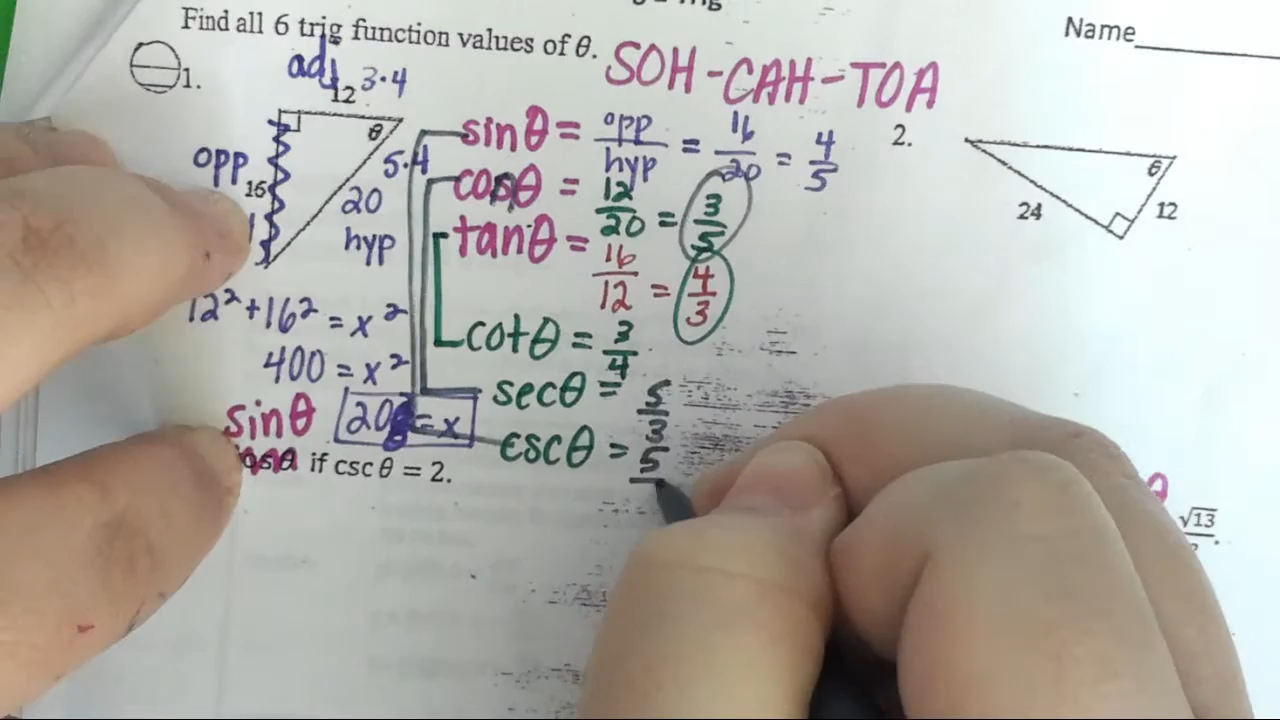 Find all 6 trig function values of θ.
Name
SOH-CAH-TOA
1.
adj
12 3·4
θ
opp
16
5·4
20
hyp
12² + 16² = x²
400 = x²
20 = x
sinθ = opp/hyp = 16/20 = 4/5
cosθ = 12/20 = 3/5
tanθ = 16/12 = 4/3
cotθ = 3/4
secθ = 5/3
cscθ = 5
sinθ
cosθ if csc θ = 2.
2.
θ
24
12
θ
√13